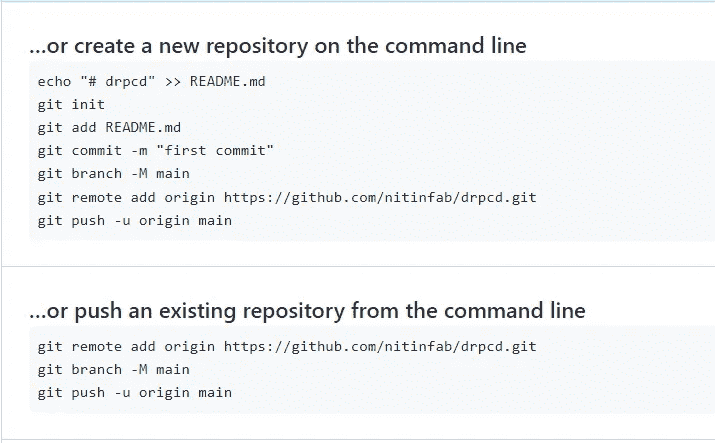 ...or create a new repository on the command line
echo "# drpcd" >> README.md
git init
git add README.md
git commit -m "first commit"
git branch -M main
git remote add origin https://github.com/nitinfab/drpcd.git
git push -u origin main
...or push an existing repository from the command line
git remote add origin https://github.com/nitinfab/drpcd.git
git branch -M main
git push -u origin main